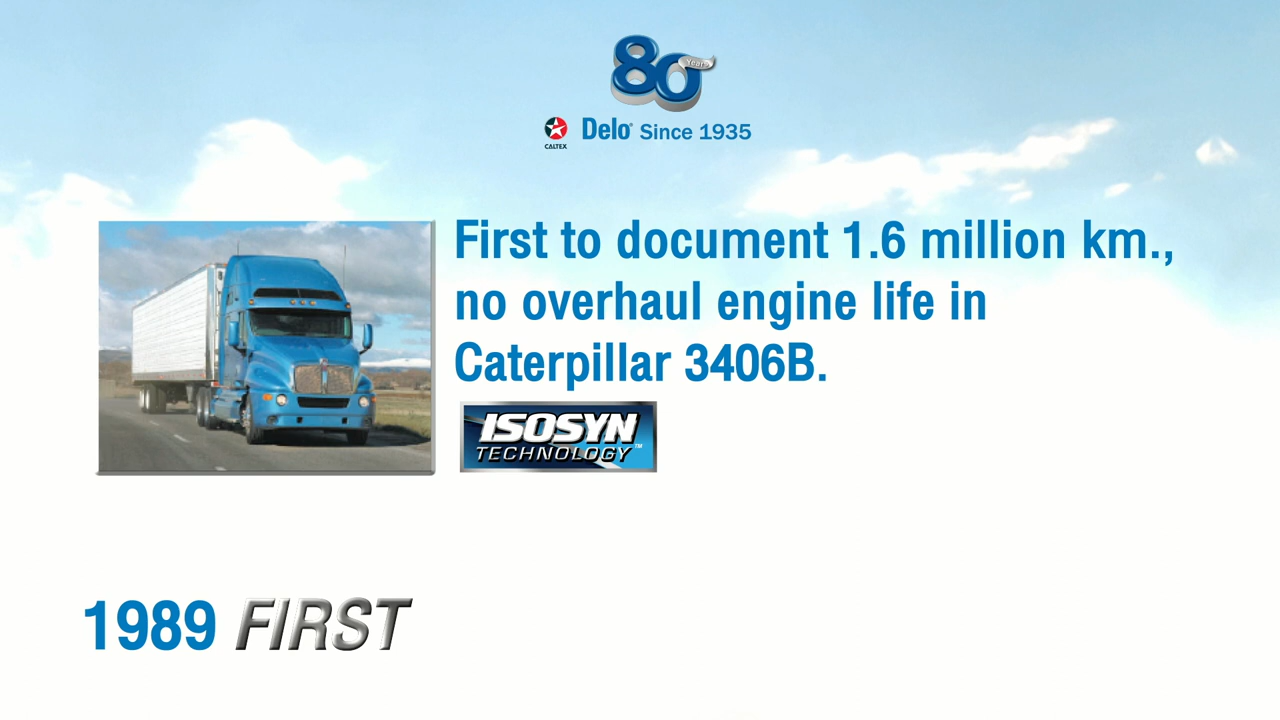 80 Years
CALTEX
Delo® Since 1935
First to document 1.6 million km.,
no overhaul engine life in
Caterpillar 3406B.
ISOSYN
TECHNOLOGY™
1989 FIRST